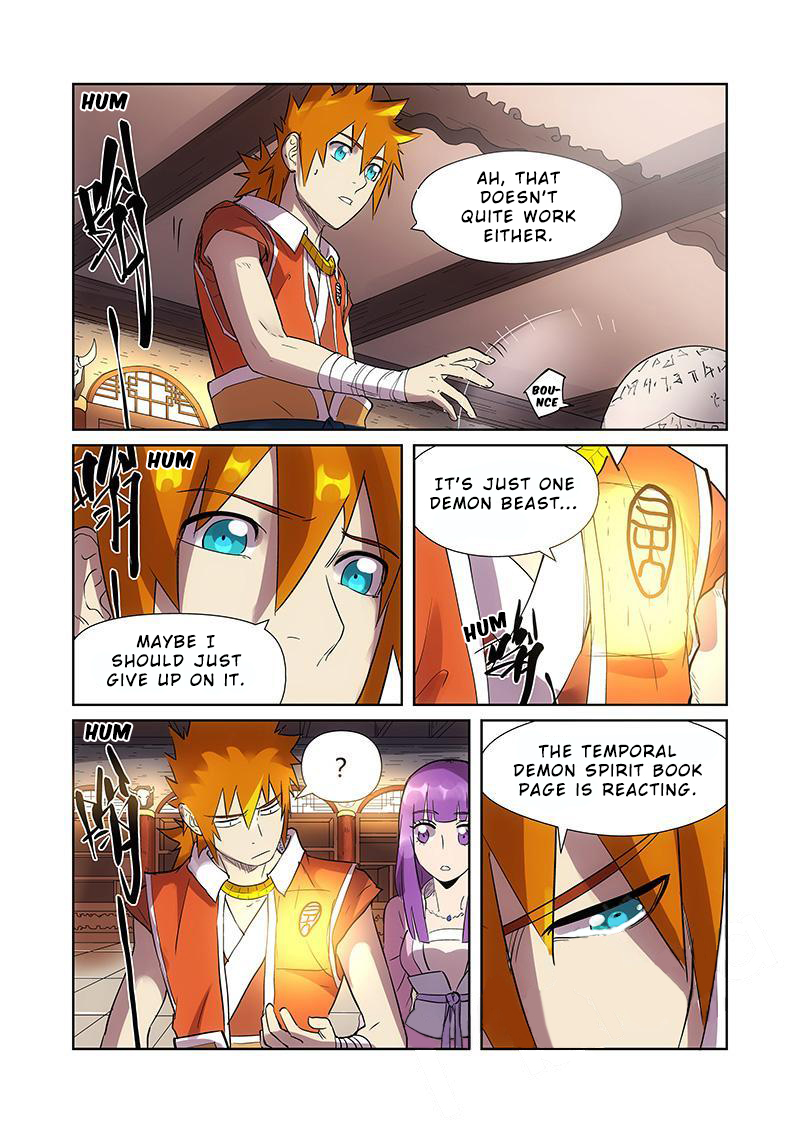 HUM
AH, THAT
DOESN'T
QUITE WORK
EITHER.
BOU-
NCE
HUM
MAYBE I
SHOULD JUST
GIVE UP ON IT.
IT'S JUST ONE
DEMON BEAST...
HUM
HUM
?
THE TEMPORAL
DEMON SPIRIT BOOK
PAGE IS REACTING.